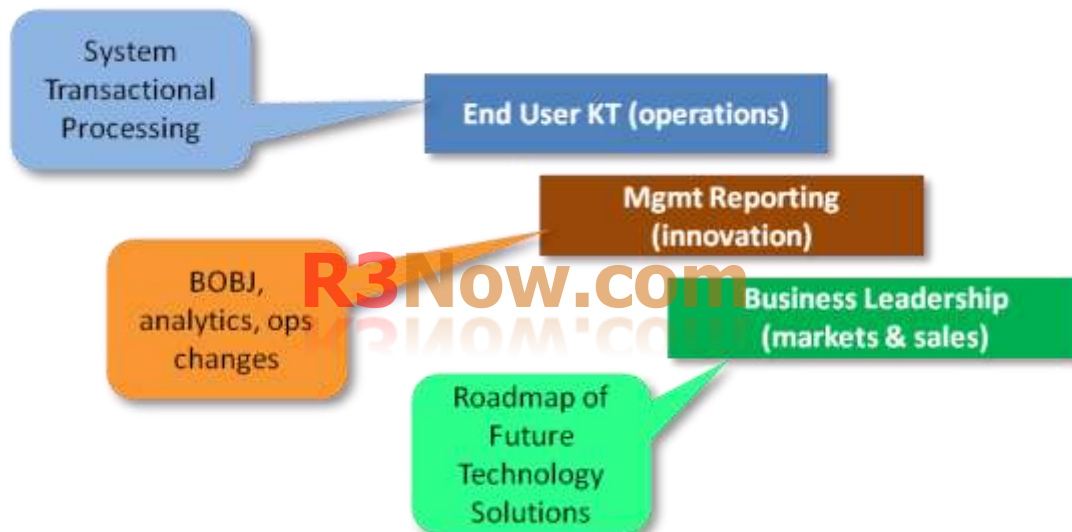 System
Transactional
Processing
End User KT (operations)
Mgmt Reporting
(innovation)
BOBJ,
analytics, ops
changes
R3Now.com
Business Leadership
(markets & sales)
Roadmap of
Future
Technology
Solutions